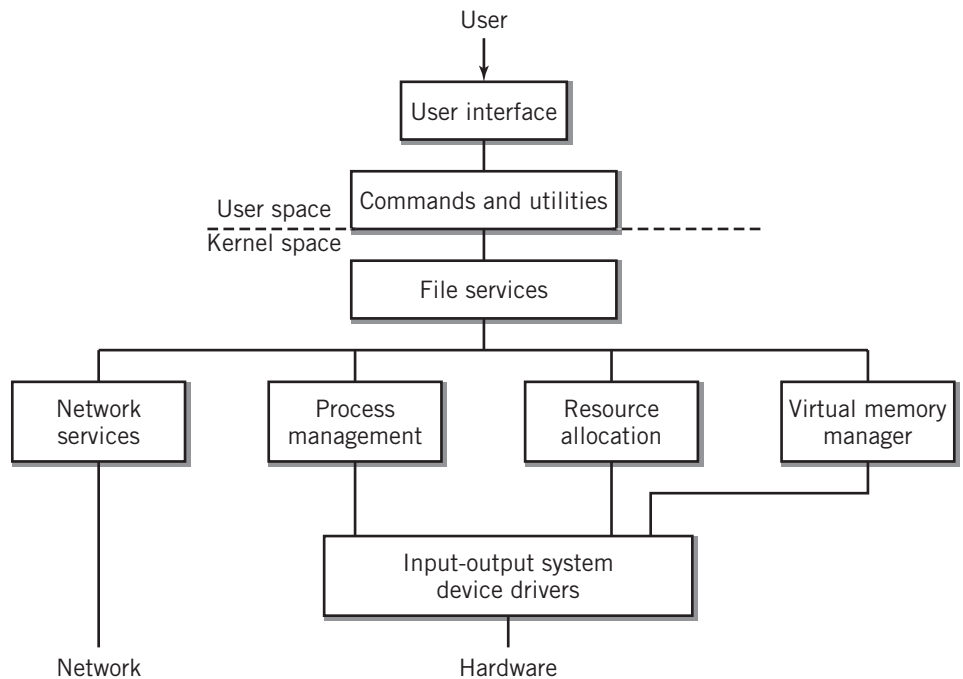 User
User interface
Commands and utilities
User space
Kernel space
File services
Network
services
Process
management
Resource
allocation
Virtual memory
manager
Input-output system
device drivers
Network
Hardware